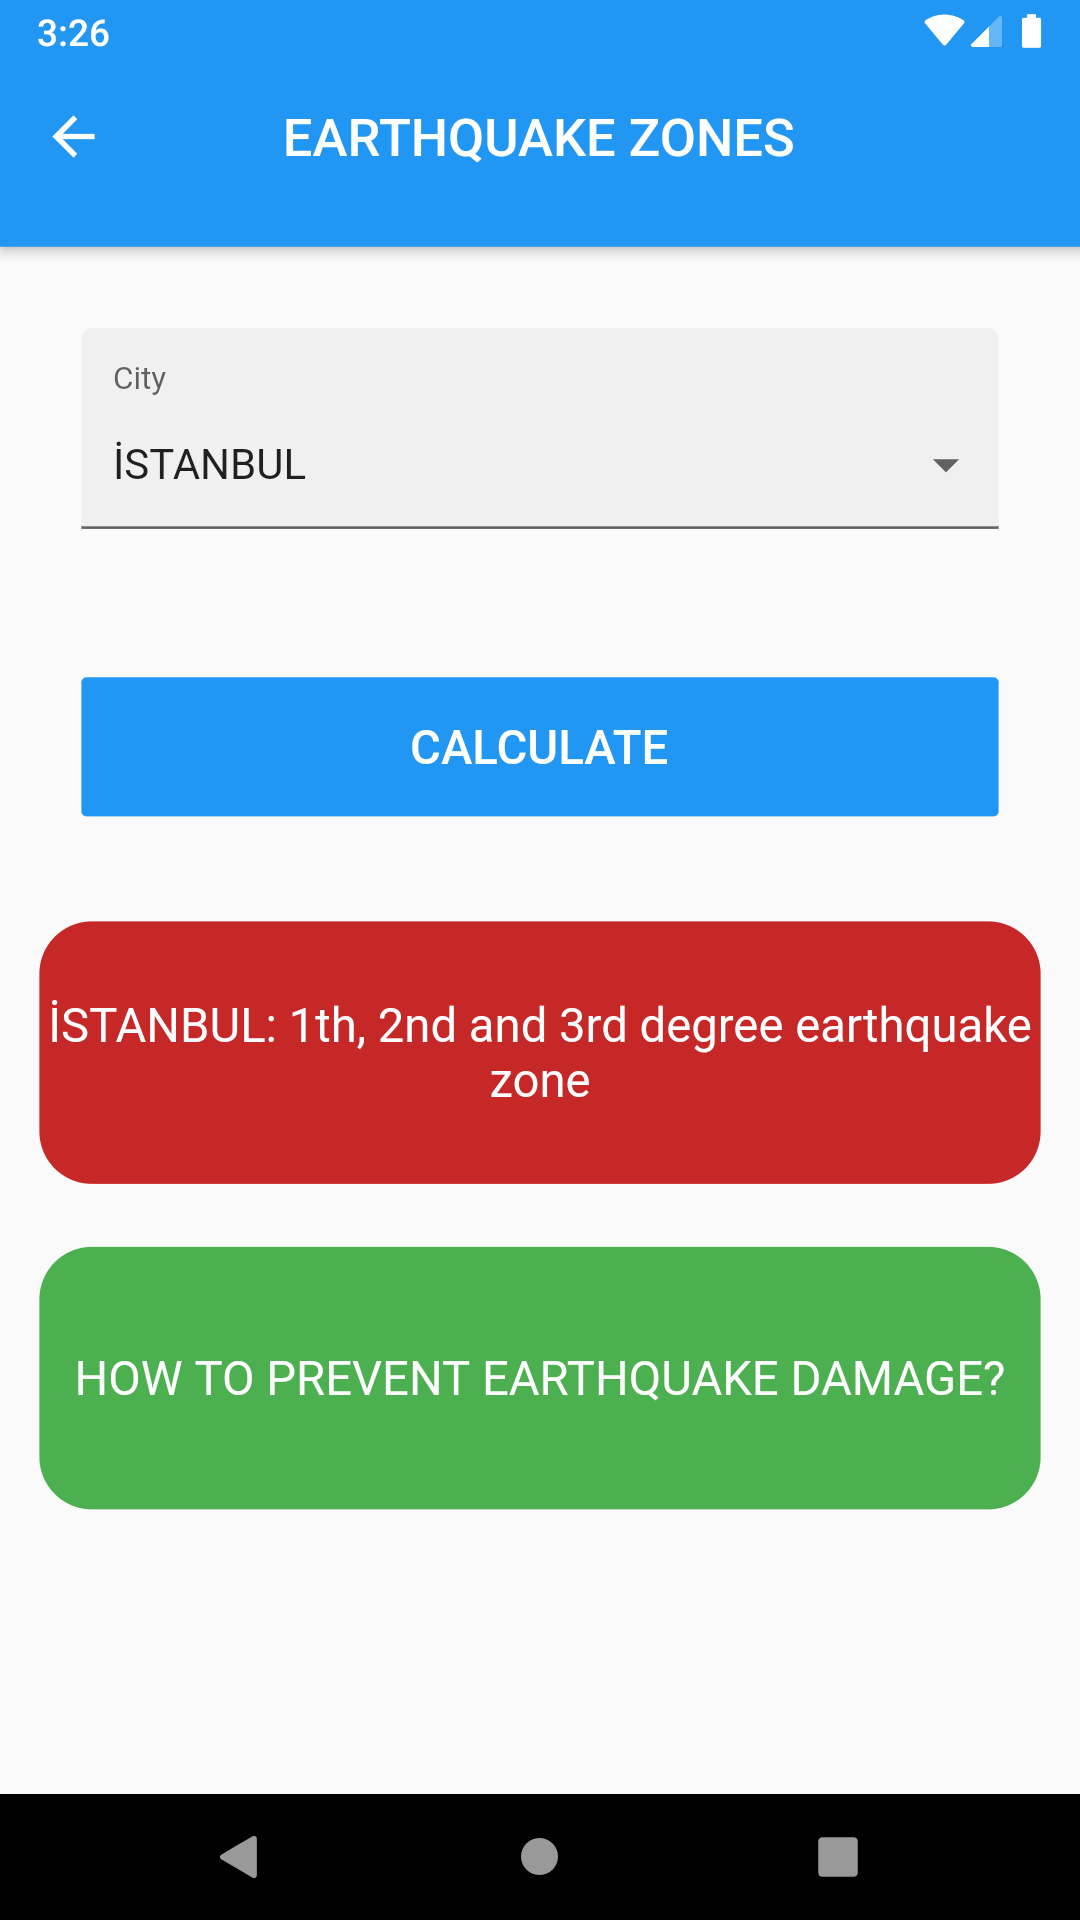 3:26
EARTHQUAKE ZONES
City
İSTANBUL
CALCULATE
İSTANBUL: 1th, 2nd and 3rd degree earthquake
zone
HOW TO PREVENT EARTHQUAKE DAMAGE?